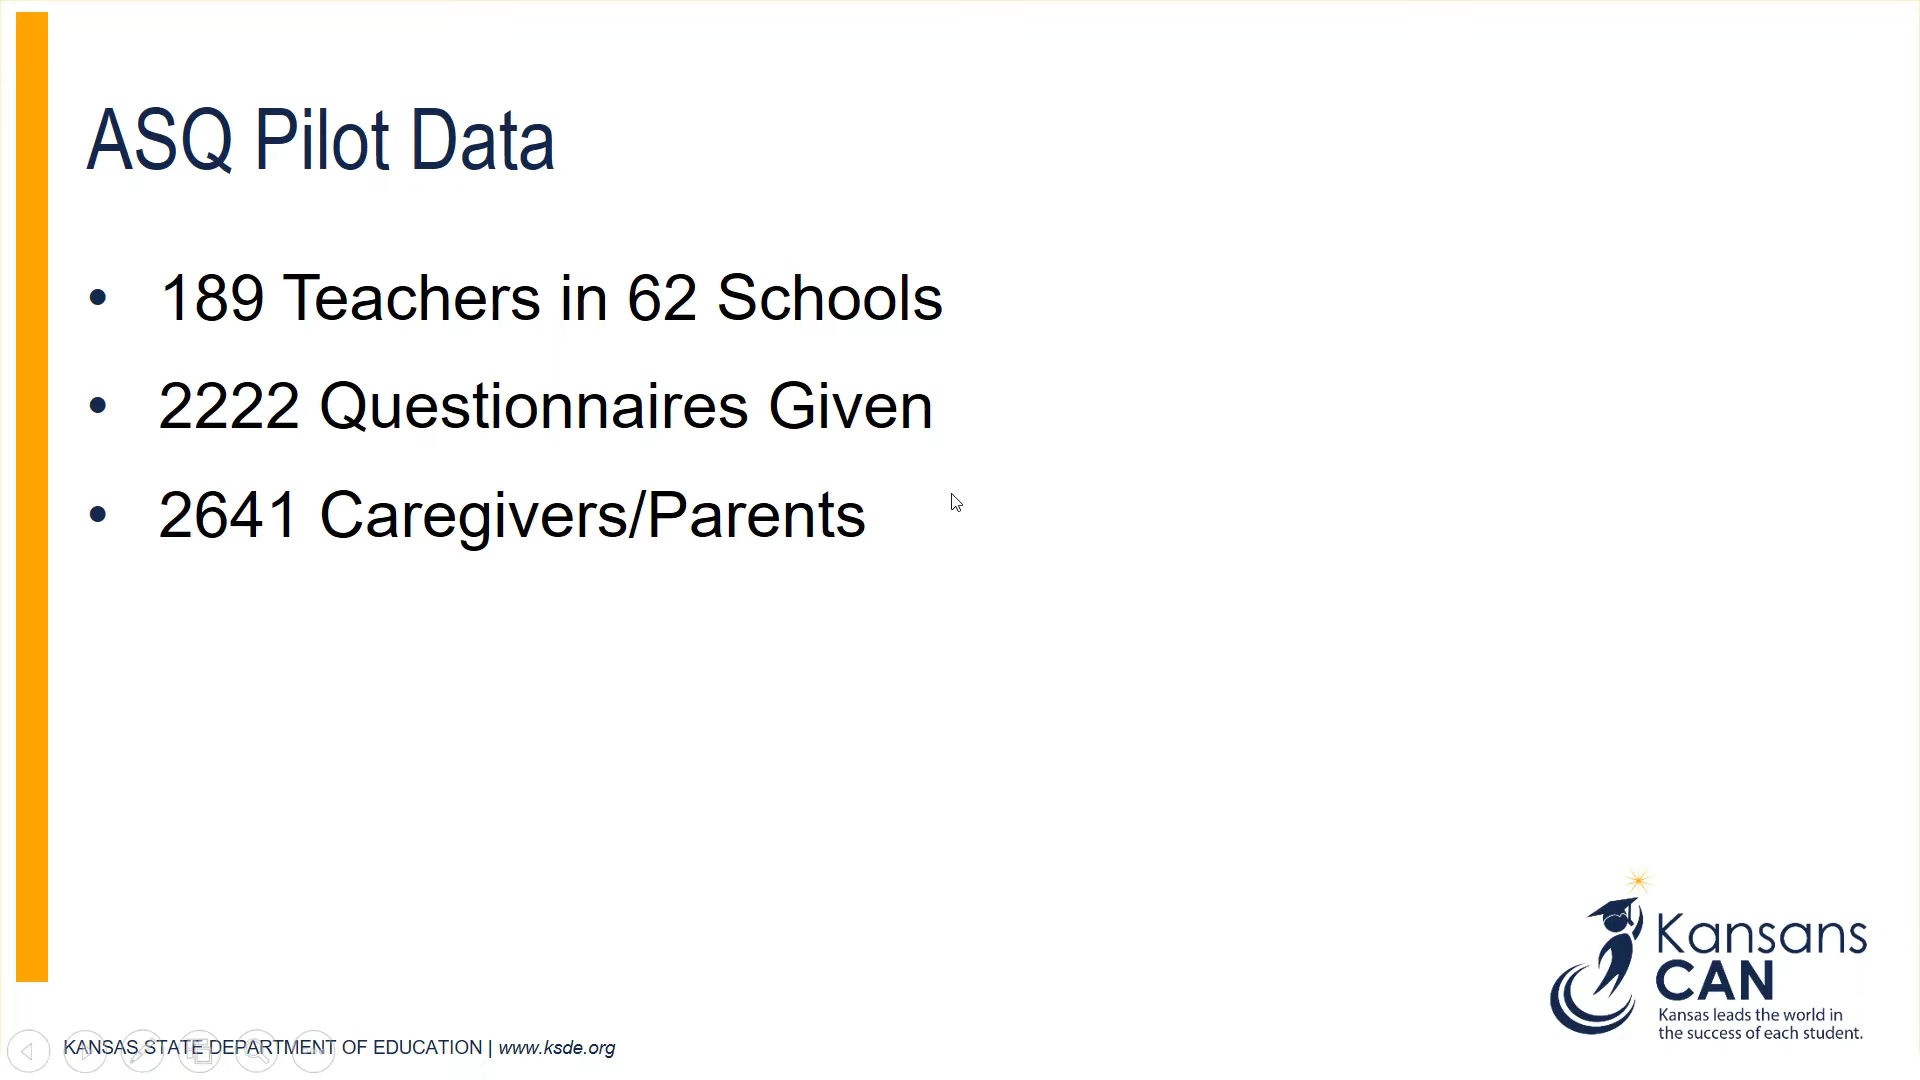 ASQ Pilot Data
• 189 Teachers in 62 Schools
• 2222 Questionnaires Given
• 2641 Caregivers/Parents
Kansans
CAN
Kansas leads the world in
the success of each student.
KANSAS STATE DEPARTMENT OF EDUCATION | www.ksde.org